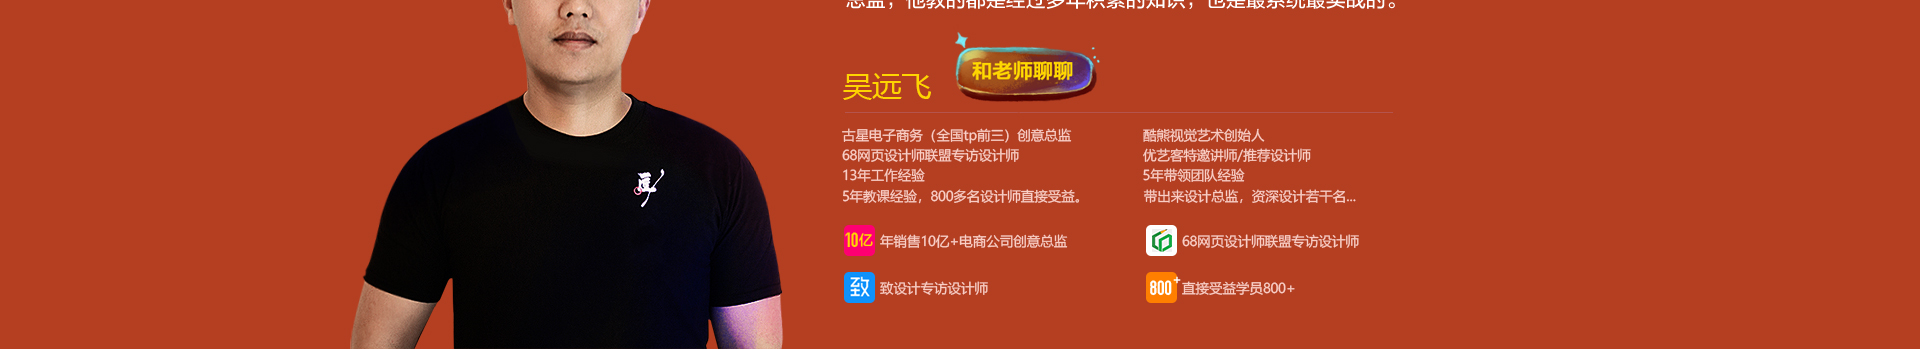 总监，他教的都是经过多年积累的知识，也是最系统最实战的。
和老师聊聊
吴远飞
古星电子商务（全国tp前三）创意总监
68网页设计师联盟专访设计师
13年工作经验
5年教课经验，800多名设计师直接受益。
酷熊视觉艺术创始人
优艺客特邀讲师/推荐设计师
5年带领团队经验
带出来设计总监，资深设计若干名...
10亿 年销售10亿+电商公司创意总监
68网页设计师联盟专访设计师
致 致设计专访设计师
800+ 直接受益学员800+